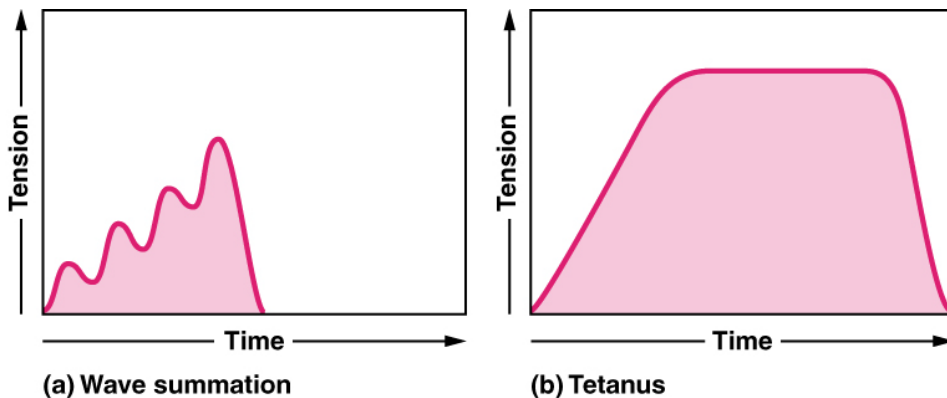 Tension
Time
(a) Wave summation
Tension
Time
(b) Tetanus